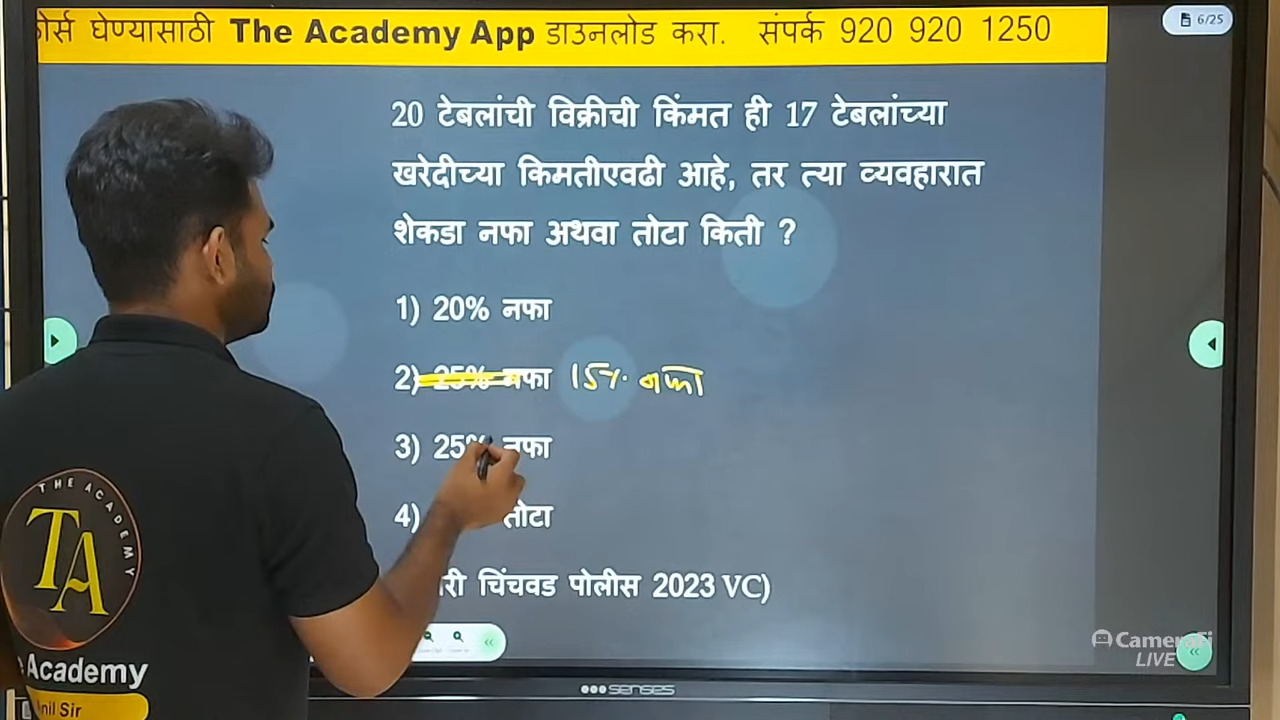 घेण्यासाठी The Academy App डाउनलोड करा. संपर्क 920 920 1250
6/25
20 टेबलांची विक्रीची किंमत ही 17 टेबलांच्या
खरेदीच्या किमतीएवढी आहे, तर त्या व्यवहारात
शेकडा नफा अथवा तोटा किती ?
1) 20% नफा
2) 25% नफा 15% नफा
3) 25% नफा
4) तोटा
चिंचवड पोलीस 2023 VC)
THE ACADEMY
TA
Academy
Sir
CameraFi
LIVE
senses